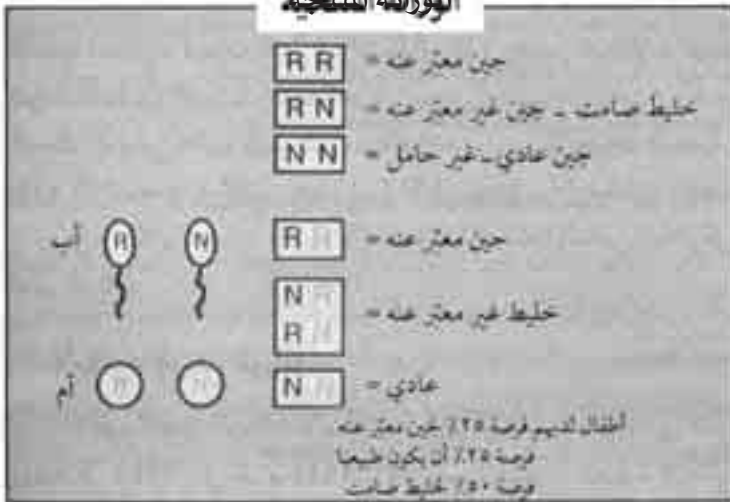 الوراثة المتنحية
R R = جين معبّر عنه
R N = خليط صامت ـ جين غير معبّر عنه
N N = جين عادي ـ غير حامل
أب R N
R R = جين معبّر عنه
N R
R N = خليط غير معبّر عنه
أم R N
N N = عادي
أطفال لديهم فرصة ٢٥٪ جين معبّر عنه
فرصة ٢٥٪ أن يكون طبيعيا
فرصة ٥٠٪ خليط صامت